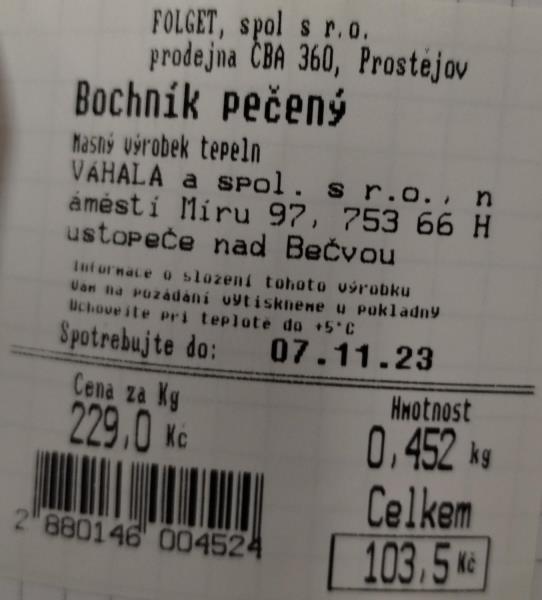 FOLGET, spol s r.o.
prodejna ČBA 360, Prostějov
Bochník pečený
Masný výrobek tepeln
VÁHALA a spol. s r.o., n
áměstí Míru 97, 753 66 H
ustopeče nad Bečvou
Informace o složení tohoto výrobku
Vám na požádání vytiskneme u pokladny
Uchovejte při teplotě do +5°C
Spotřebujte do: 07.11.23
Cena za Kg
229,0 Kč
Hmotnost
0,452 kg
Celkem
103,5 Kč
2 880146 004524